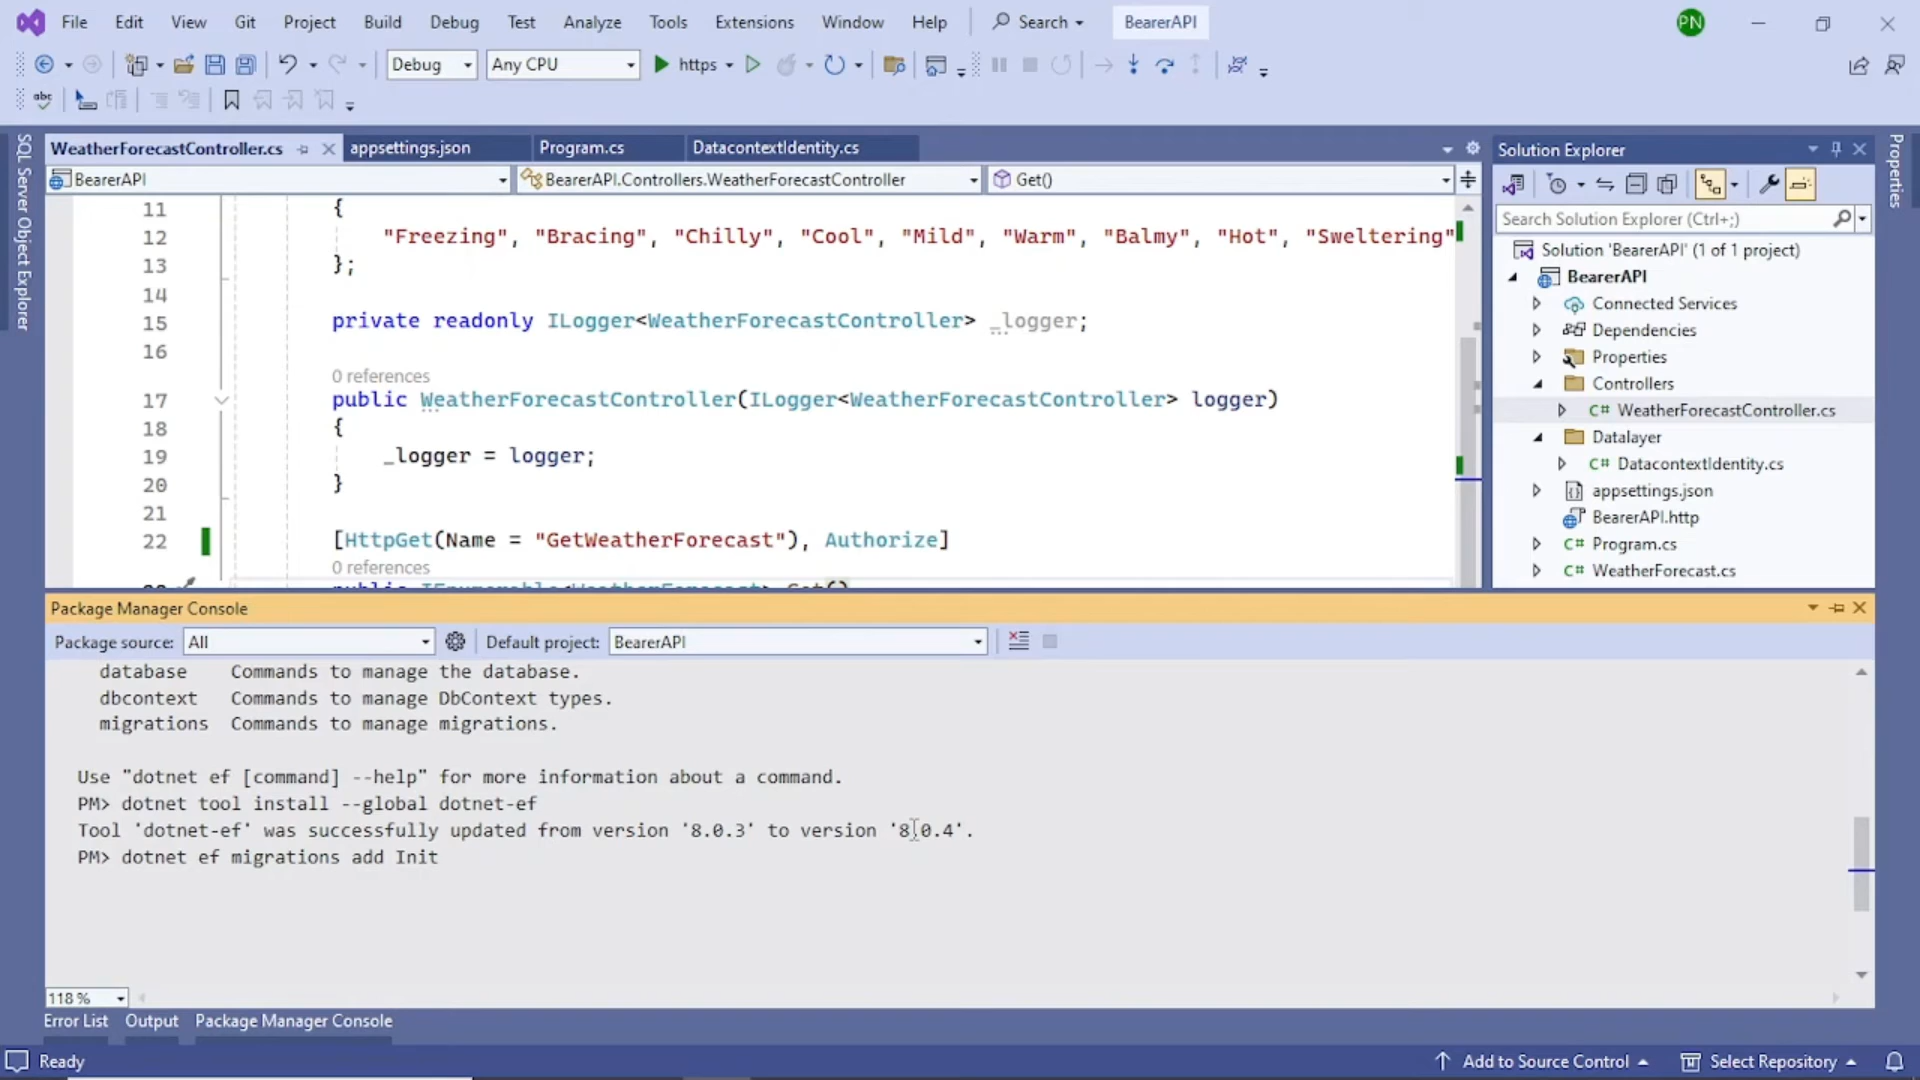 File Edit View Git Project Build Debug Test Analyze Tools Extensions Window Help Search BearerAPI PN
Debug Any CPU https
abc
SQL Server Object Explorer
WeatherForecastController.cs appsettings.json Program.cs DatacontextIdentity.cs
BearerAPI BearerAPI.Controllers.WeatherForecastController Get()
11 {
12 "Freezing", "Bracing", "Chilly", "Cool", "Mild", "Warm", "Balmy", "Hot", "Sweltering"
13 };
14
15 private readonly ILogger<WeatherForecastController> _logger;
16
0 references
17 public WeatherForecastController(ILogger<WeatherForecastController> logger)
18 {
19 _logger = logger;
20 }
21
22 [HttpGet(Name = "GetWeatherForecast"), Authorize]
0 references
public IEnumerable<WeatherForecast> Get()
Solution Explorer
Search Solution Explorer (Ctrl+;)
Solution 'BearerAPI' (1 of 1 project)
BearerAPI
Connected Services
Dependencies
Properties
Controllers
C# WeatherForecastController.cs
Datalayer
C# DatacontextIdentity.cs
appsettings.json
BearerAPI.http
C# Program.cs
C# WeatherForecast.cs
Properties
Package Manager Console
Package source: All Default project: BearerAPI
database Commands to manage the database.
dbcontext Commands to manage DbContext types.
migrations Commands to manage migrations.
Use "dotnet ef [command] --help" for more information about a command.
PM> dotnet tool install --global dotnet-ef
Tool 'dotnet-ef' was successfully updated from version '8.0.3' to version '8.0.4'.
PM> dotnet ef migrations add Init
118 %
Error List Output Package Manager Console
Ready Add to Source Control Select Repository